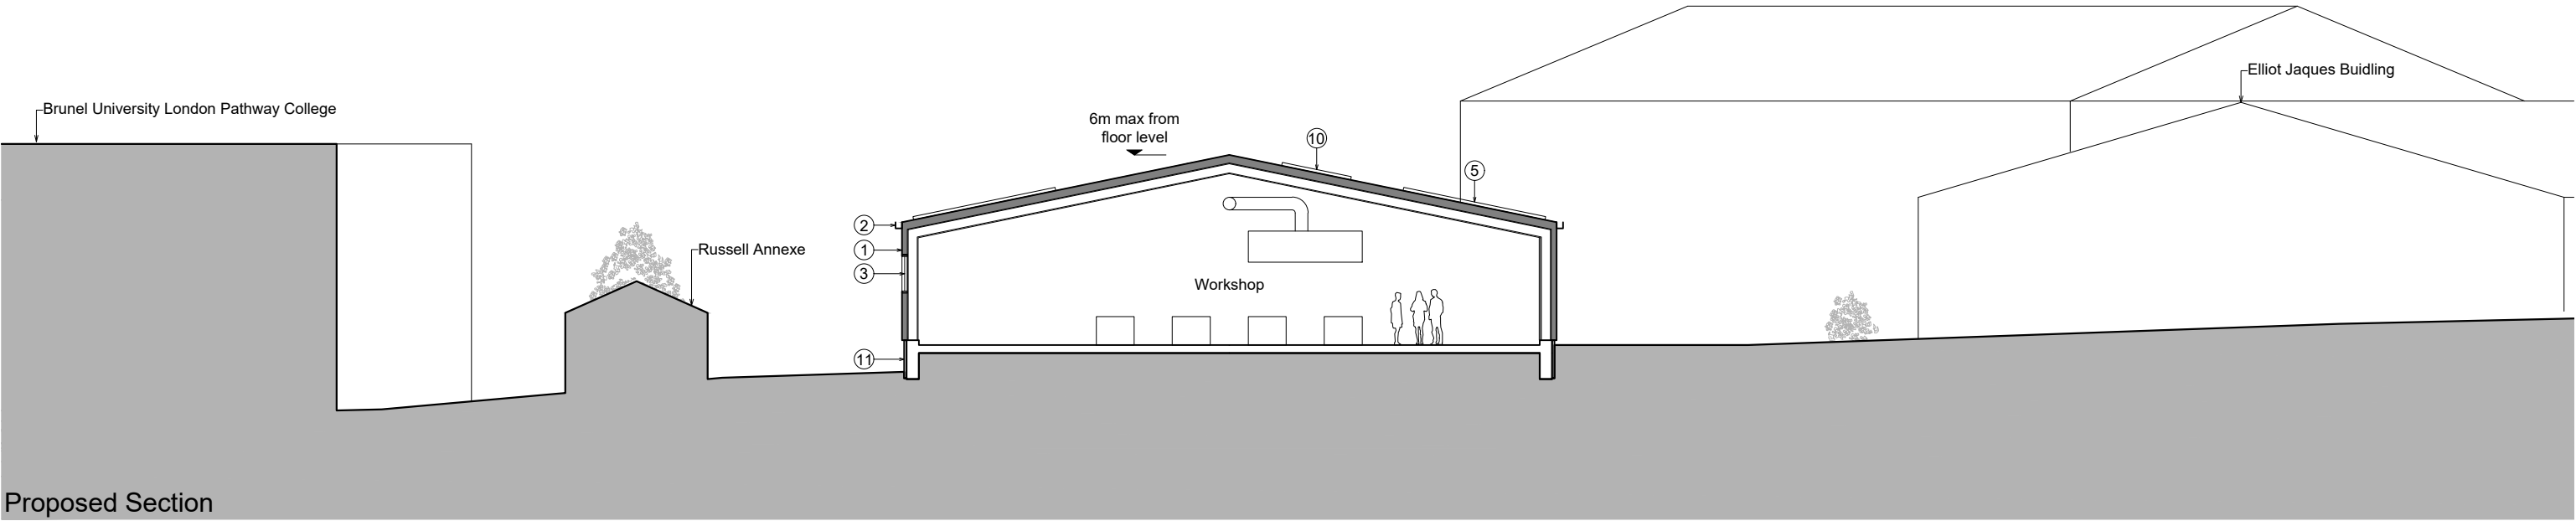 Elliot Jaques Buidling
Brunel University London Pathway College
6m max from
floor level
10
5
2
1
Russell Annexe
3
Workshop
11
Proposed Section